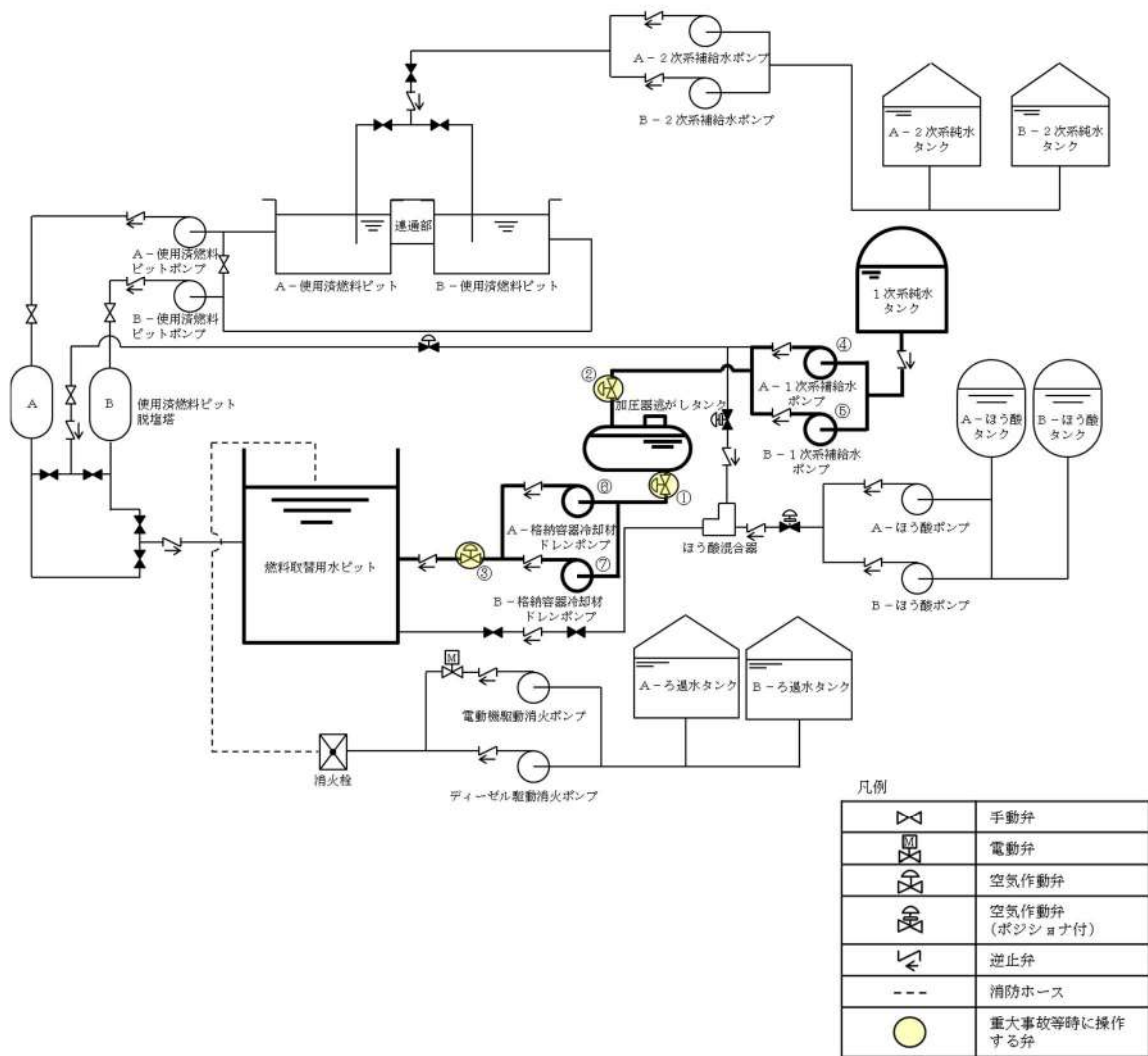 A-2次系補給水ポンプ
B-2次系補給水ポンプ
A-2次系純水
タンク
B-2次系純水
タンク
連通部
A-使用済燃料
ピットポンプ
A-使用済燃料ピット
B-使用済燃料ピット
B-使用済燃料
ピットポンプ
1次系純水
タンク
④
②
A-1次系補給水
ポンプ
加圧器逃がしタンク
⑤
B-1次系補給水
ポンプ
A
B
使用済燃料ピット
脱塩塔
A-ほう酸
タンク
B-ほう酸
タンク
①
⑥
A-格納容器冷却材
ドレンポンプ
A-ほう酸ポンプ
ほう酸混合器
燃料取替用水ピット
③
⑦
B-格納容器冷却材
ドレンポンプ
B-ほう酸ポンプ
M
A-ろ過水タンク
B-ろ過水タンク
電動機駆動消火ポンプ
消火栓
ディーゼル駆動消火ポンプ
凡例
手動弁
M
電動弁
空気作動弁
空気作動弁
(ポジショナ付)
逆止弁
消防ホース
重大事故等時に操作
する弁